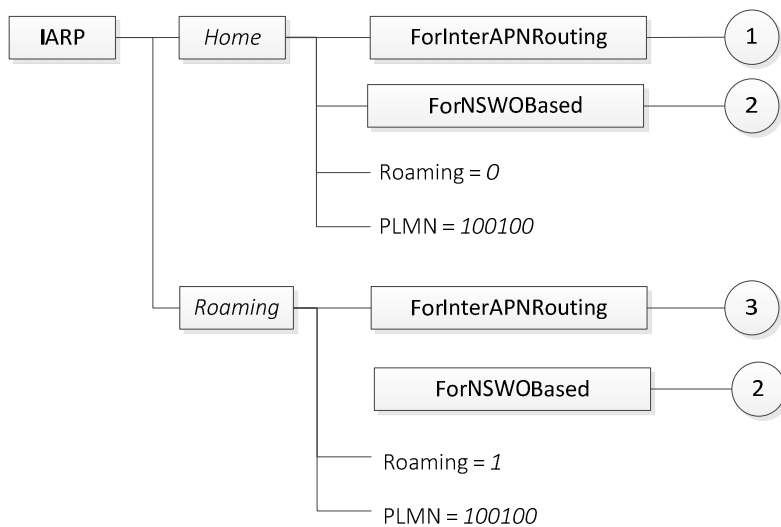 IARP
Home
ForInterAPNRouting
1
ForNSWOBased
2
Roaming = 0
PLMN = 100100
Roaming
ForInterAPNRouting
3
ForNSWOBased
2
Roaming = 1
PLMN = 100100